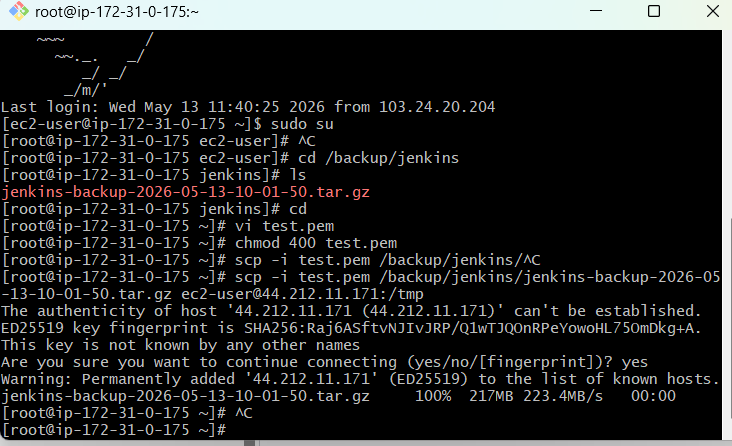 root@ip-172-31-0-175:~
   ~~~         /
     ~~._.   _/
        _/ _/
      _/m/'
Last login: Wed May 13 11:40:25 2026 from 103.24.20.204
[ec2-user@ip-172-31-0-175 ~]$ sudo su
[root@ip-172-31-0-175 ec2-user]# ^C
[root@ip-172-31-0-175 ec2-user]# cd /backup/jenkins
[root@ip-172-31-0-175 jenkins]# ls
jenkins-backup-2026-05-13-10-01-50.tar.gz
[root@ip-172-31-0-175 jenkins]# cd
[root@ip-172-31-0-175 ~]# vi test.pem
[root@ip-172-31-0-175 ~]# chmod 400 test.pem
[root@ip-172-31-0-175 ~]# scp -i test.pem /backup/jenkins/^C
[root@ip-172-31-0-175 ~]# scp -i test.pem /backup/jenkins/jenkins-backup-2026-05
-13-10-01-50.tar.gz ec2-user@44.212.11.171:/tmp
The authenticity of host '44.212.11.171 (44.212.11.171)' can't be established.
ED25519 key fingerprint is SHA256:Raj6ASftvNJIvJRP/Q1wTJQOnRPeYowoHL75OmDkg+A.
This key is not known by any other names
Are you sure you want to continue connecting (yes/no/[fingerprint])? yes
Warning: Permanently added '44.212.11.171' (ED25519) to the list of known hosts.
jenkins-backup-2026-05-13-10-01-50.tar.gz     100%  217MB 223.4MB/s   00:00
[root@ip-172-31-0-175 ~]# ^C
[root@ip-172-31-0-175 ~]#